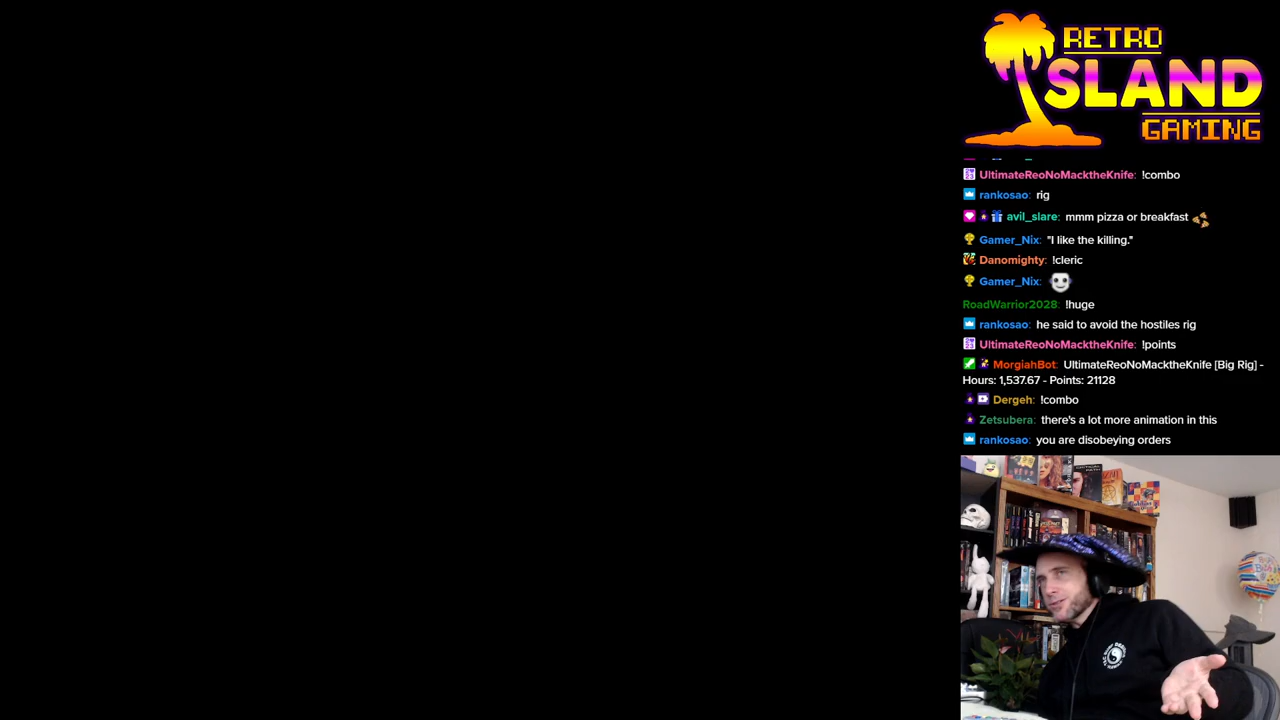 RETRO
ISLAND
GAMING
UltimateReoNoMacktheKnife: !combo
rankosao: rig
avil_slare: mmm pizza or breakfast
Gamer_Nix: "I like the killing."
Danomighty: !cleric
Gamer_Nix:
RoadWarrior2028: !huge
rankosao: he said to avoid the hostiles rig
UltimateReoNoMacktheKnife: !points
MorgiahBot: UltimateReoNoMacktheKnife [Big Rig] -
Hours: 1,537.67 - Points: 21128
Dergeh: !combo
Zetsubera: there's a lot more animation in this
rankosao: you are disobeying orders